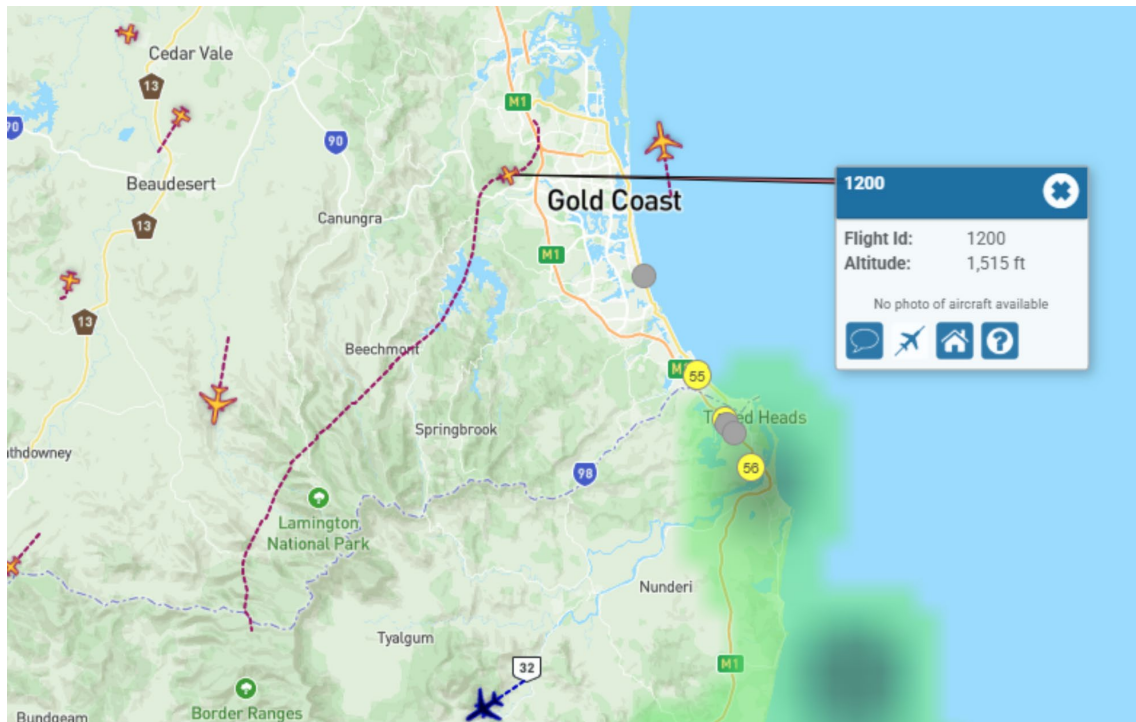 Cedar Vale
13
M1
90
90
Beaudesert
1200
Gold Coast
Canungra
13
Flight Id: 1200
Altitude: 1,515 ft
M1
No photo of aircraft available
13
Beechmont
55
Heads
Springbrook
athdowney
56
98
Lamington
National Park
Nunderi
Tyalgum
32
M1
Bundgeam
Border Ranges